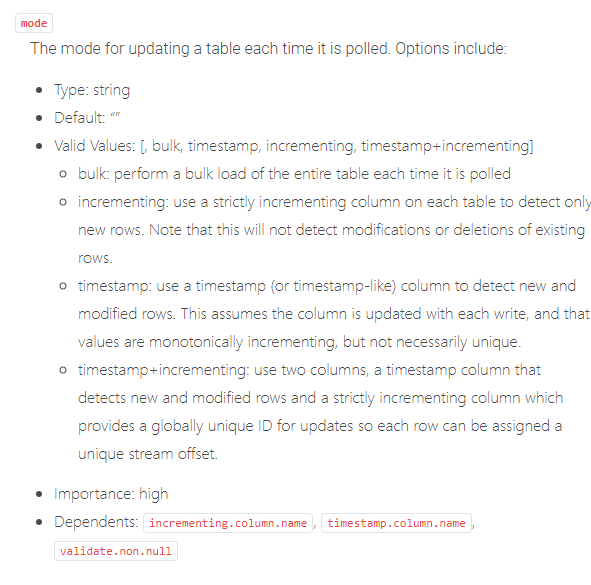 mode
The mode for updating a table each time it is polled. Options include:
Type: string
Default: “”
Valid Values: [, bulk, timestamp, incrementing, timestamp+incrementing]
bulk: perform a bulk load of the entire table each time it is polled
incrementing: use a strictly incrementing column on each table to detect only
new rows. Note that this will not detect modifications or deletions of existing
rows.
timestamp: use a timestamp (or timestamp-like) column to detect new and
modified rows. This assumes the column is updated with each write, and that
values are monotonically incrementing, but not necessarily unique.
timestamp+incrementing: use two columns, a timestamp column that
detects new and modified rows and a strictly incrementing column which
provides a globally unique ID for updates so each row can be assigned a
unique stream offset.
Importance: high
Dependents: incrementing.column.name, timestamp.column.name,
validate.non.null